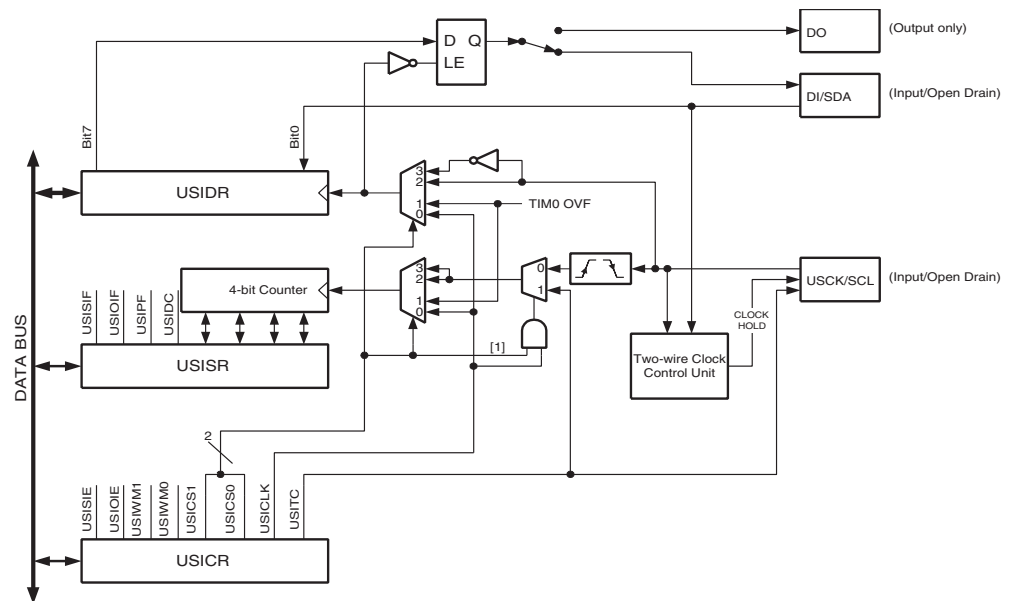 D Q
LE
DO
(Output only)
DI/SDA
(Input/Open Drain)
Bit7
Bit0
USIDR
3
2
1
0
TIM0 OVF
4-bit Counter
3
2
1
0
0
1
USCK/SCL
(Input/Open Drain)
CLOCK
HOLD
USISIF
USIOIF
USIPF
USIDC
[1]
Two-wire Clock
Control Unit
USISR
DATA BUS
2
USISIE
USIOIE
USIWM1
USIWM0
USICS1
USICS0
USICLK
USITC
USICR